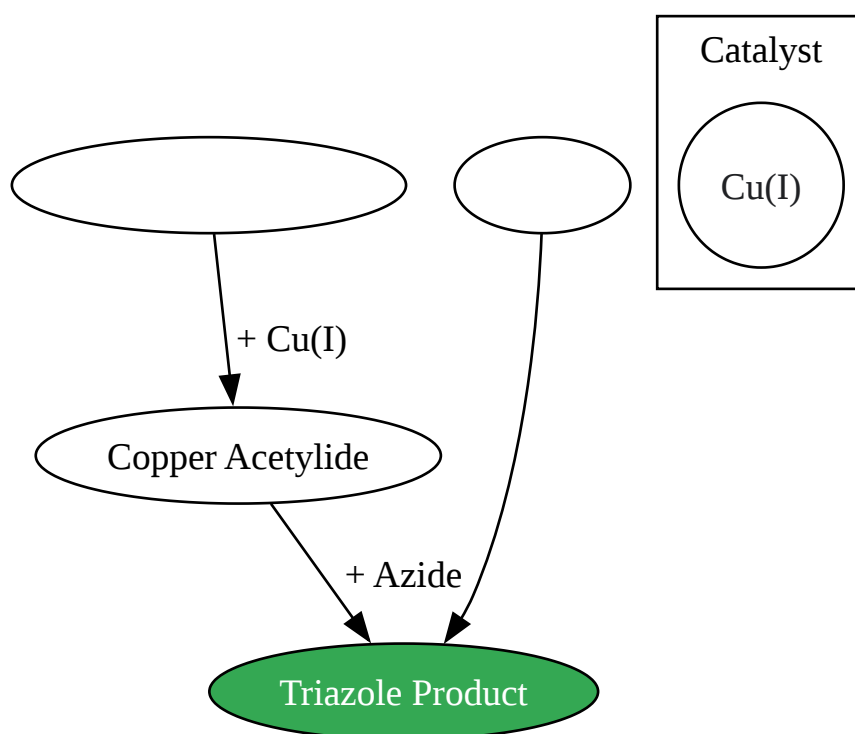 Catalyst
Cu(I)
+ Cu(I)
Copper Acetylide
+ Azide
Triazole Product